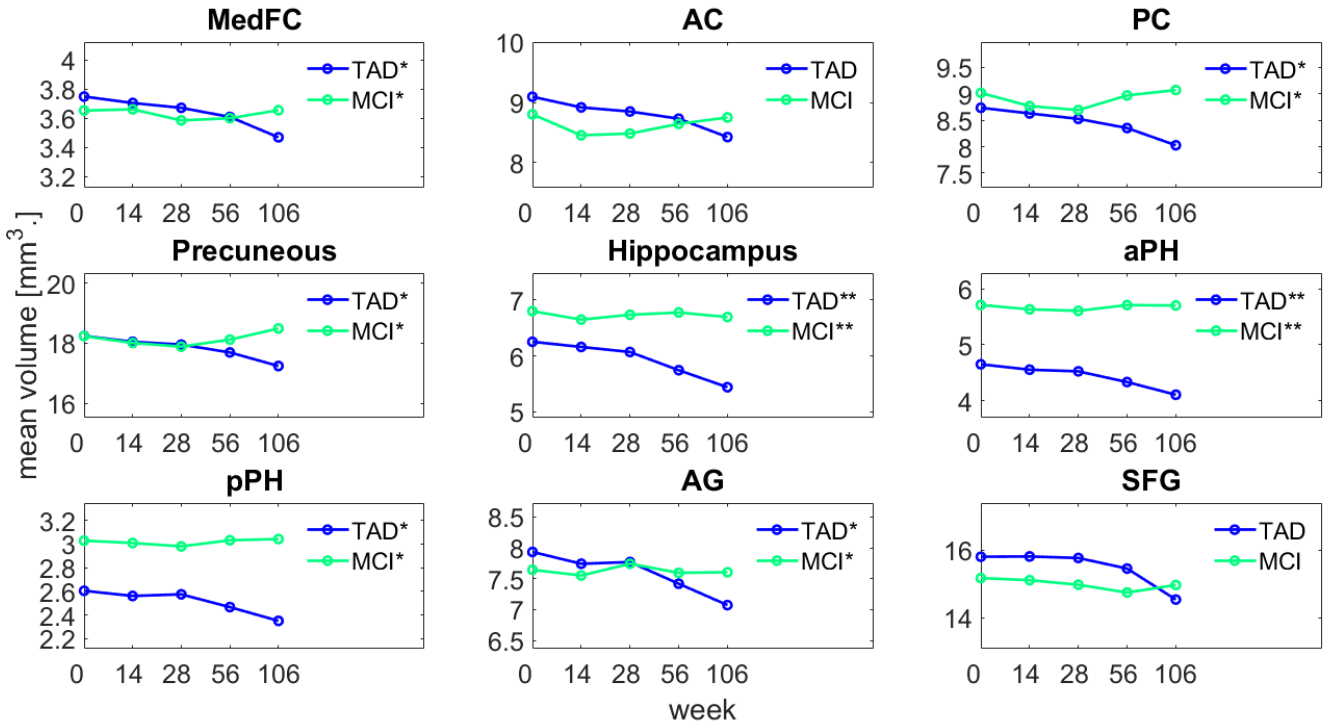 MedFC
4
3.8
3.6
3.4
3.2
TAD*
MCI*
0 14 28 56 106
AC
10
9
8
TAD
MCI
0 14 28 56 106
PC
9.5
9
8.5
8
7.5
TAD*
MCI*
0 14 28 56 106
mean volume [mm³.]
Precuneous
20
18
16
TAD*
MCI*
0 14 28 56 106
Hippocampus
7
6
5
TAD**
MCI**
0 14 28 56 106
aPH
6
5
4
TAD**
MCI**
0 14 28 56 106
pPH
3.2
3
2.8
2.6
2.4
2.2
TAD*
MCI*
0 14 28 56 106
AG
8.5
8
7.5
7
6.5
TAD*
MCI*
0 14 28 56 106
SFG
16
14
TAD
MCI
0 14 28 56 106
week